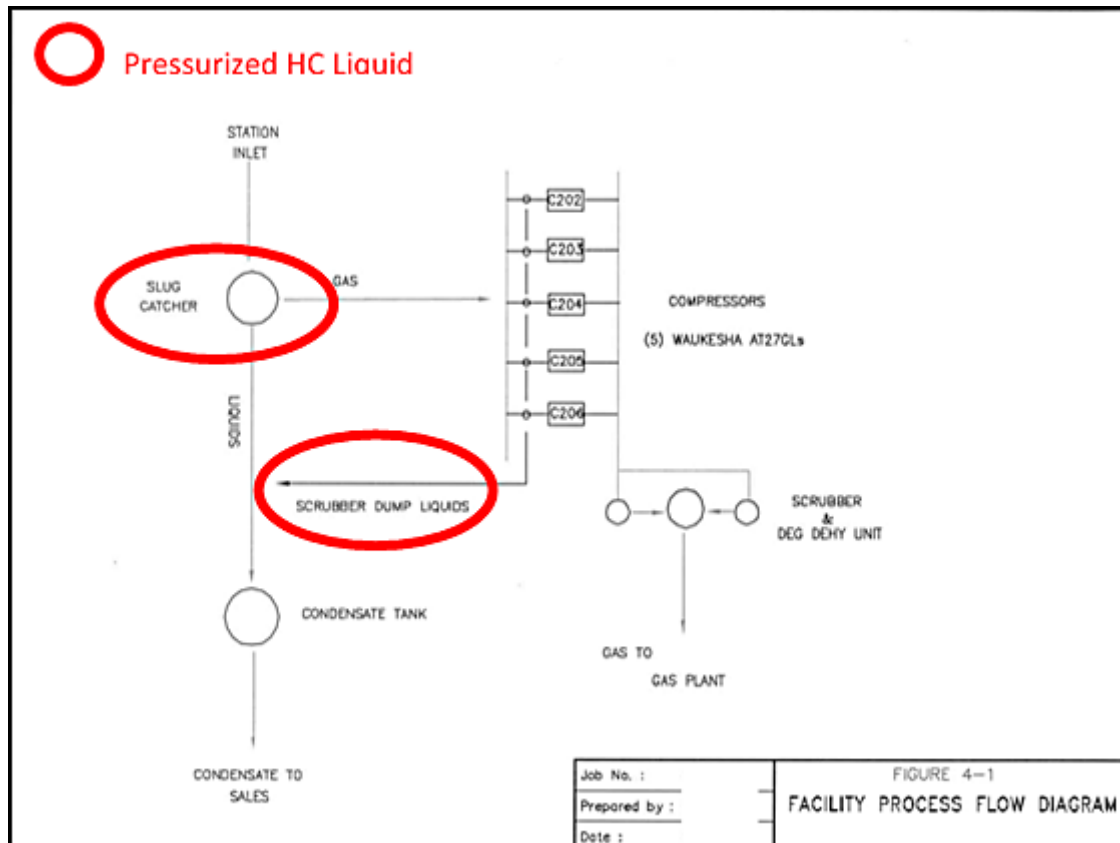 Pressurized HC Liquid
STATION
INLET
SLUG
CATCHER
GAS
LIQUIDS
C202
C203
C204
C205
C206
COMPRESSORS
(5) WAUKESHA AT27GLs
SCRUBBER DUMP LIQUIDS
SCRUBBER
&
DEG DEHY UNIT
CONDENSATE TANK
GAS TO
GAS PLANT
CONDENSATE TO
SALES
Job No. :
Prepared by :
Date :
FIGURE 4-1
FACILITY PROCESS FLOW DIAGRAM